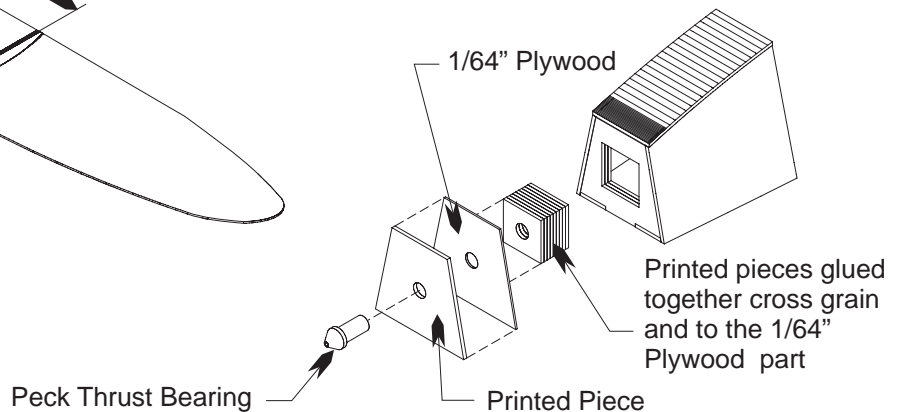 1/64” Plywood
Printed pieces glued
together cross grain
and to the 1/64”
Plywood part
Peck Thrust Bearing
Printed Piece